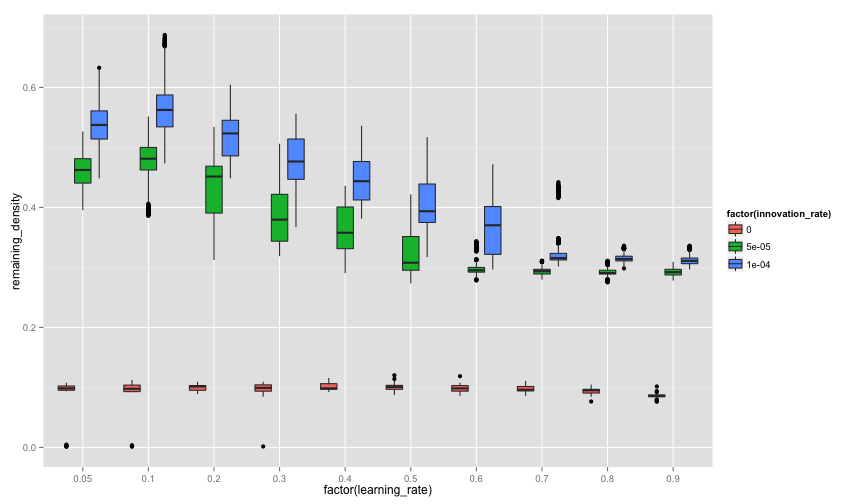 remaining_density
0.6
0.4
0.2
0.0
0.05 0.1 0.2 0.3 0.4 0.5 0.6 0.7 0.8 0.9
factor(learning_rate)
factor(innovation_rate)
0
5e-05
1e-04